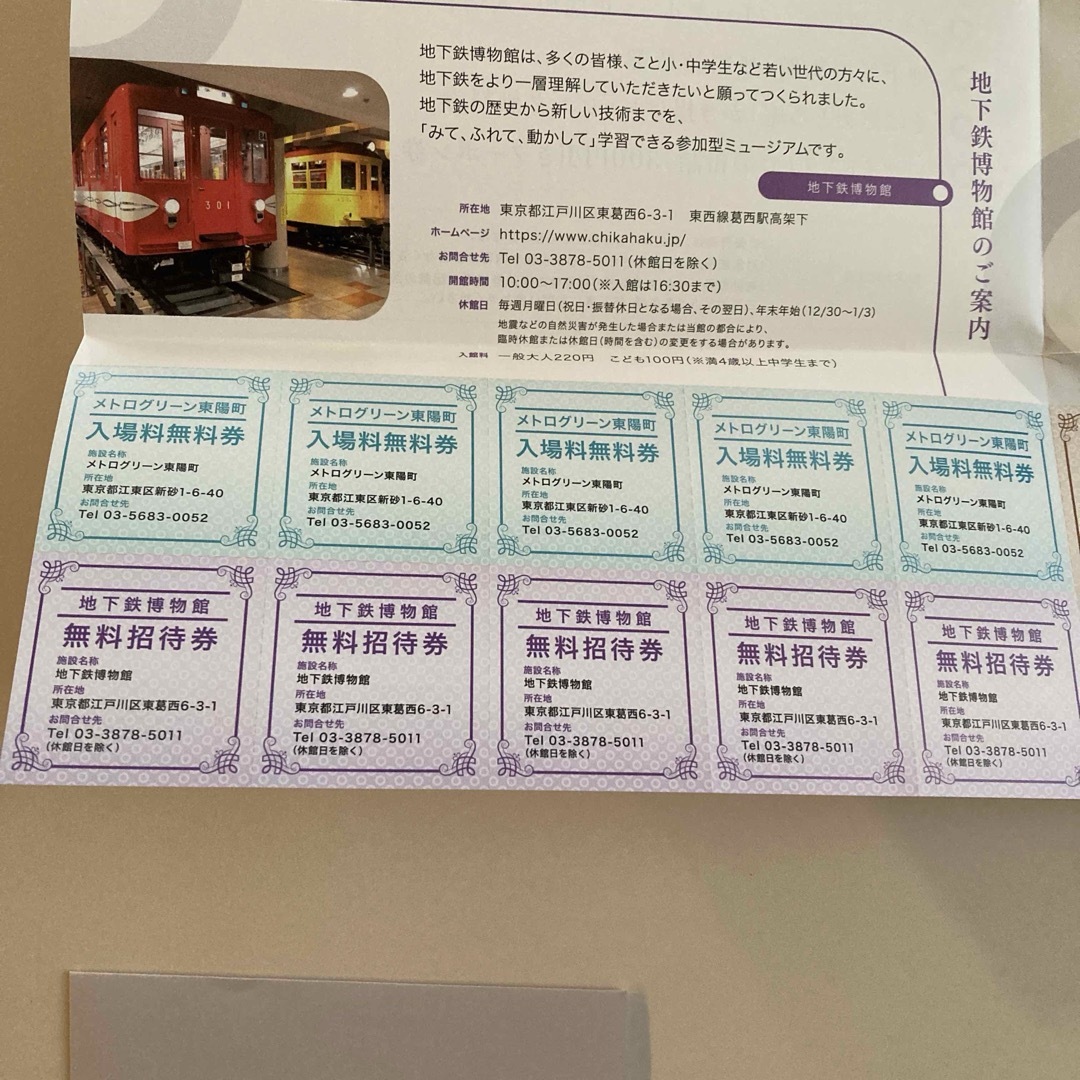 地下鉄博物館のご案内
地下鉄博物館は、多くの皆様、こと小・中学生など若い世代の方々に、
地下鉄をより一層理解していただきたいと願ってつくられました。
地下鉄の歴史から新しい技術までを、
「みて、ふれて、動かして」学習できる参加型ミュージアムです。
地下鉄博物館
所在地 東京都江戸川区東葛西6-3-1 東西線葛西駅高架下
ホームページ https://www.chikahaku.jp/
お問合せ先 Tel 03-3878-5011(休館日を除く)
開館時間 10:00〜17:00(※入館は16:30まで)
休館日 毎週月曜日(祝日・振替休日となる場合、その翌日)、年末年始(12/30〜1/3)
地震などの自然災害が発生した場合または当館の都合により、
臨時休館または休館日(時間を含む)の変更をする場合があります。
入館料 一般大人220円 こども100円(※満4歳以上中学生まで)
301
メトログリーン東陽町
入場料無料券
施設名称
メトログリーン東陽町
所在地
東京都江東区新砂1-6-40
お問合せ先
Tel 03-5683-0052
メトログリーン東陽町
入場料無料券
施設名称
メトログリーン東陽町
所在地
東京都江東区新砂1-6-40
お問合せ先
Tel 03-5683-0052
メトログリーン東陽町
入場料無料券
施設名称
メトログリーン東陽町
所在地
東京都江東区新砂1-6-40
お問合せ先
Tel 03-5683-0052
メトログリーン東陽町
入場料無料券
施設名称
メトログリーン東陽町
所在地
東京都江東区新砂1-6-40
お問合せ先
Tel 03-5683-0052
メトログリーン東陽町
入場料無料券
施設名称
メトログリーン東陽町
所在地
東京都江東区新砂1-6-40
お問合せ先
Tel 03-5683-0052
地下鉄博物館
無料招待券
施設名称
地下鉄博物館
所在地
東京都江戸川区東葛西6-3-1
お問合せ先
Tel 03-3878-5011
(休館日を除く)
地下鉄博物館
無料招待券
施設名称
地下鉄博物館
所在地
東京都江戸川区東葛西6-3-1
お問合せ先
Tel 03-3878-5011
(休館日を除く)
地下鉄博物館
無料招待券
施設名称
地下鉄博物館
所在地
東京都江戸川区東葛西6-3-1
お問合せ先
Tel 03-3878-5011
(休館日を除く)
地下鉄博物館
無料招待券
施設名称
地下鉄博物館
所在地
東京都江戸川区東葛西6-3-1
お問合せ先
Tel 03-3878-5011
(休館日を除く)
地下鉄博物館
無料招待券
施設名称
地下鉄博物館
所在地
東京都江戸川区東葛西6-3-1
お問合せ先
Tel 03-3878-5011
(休館日を除く)